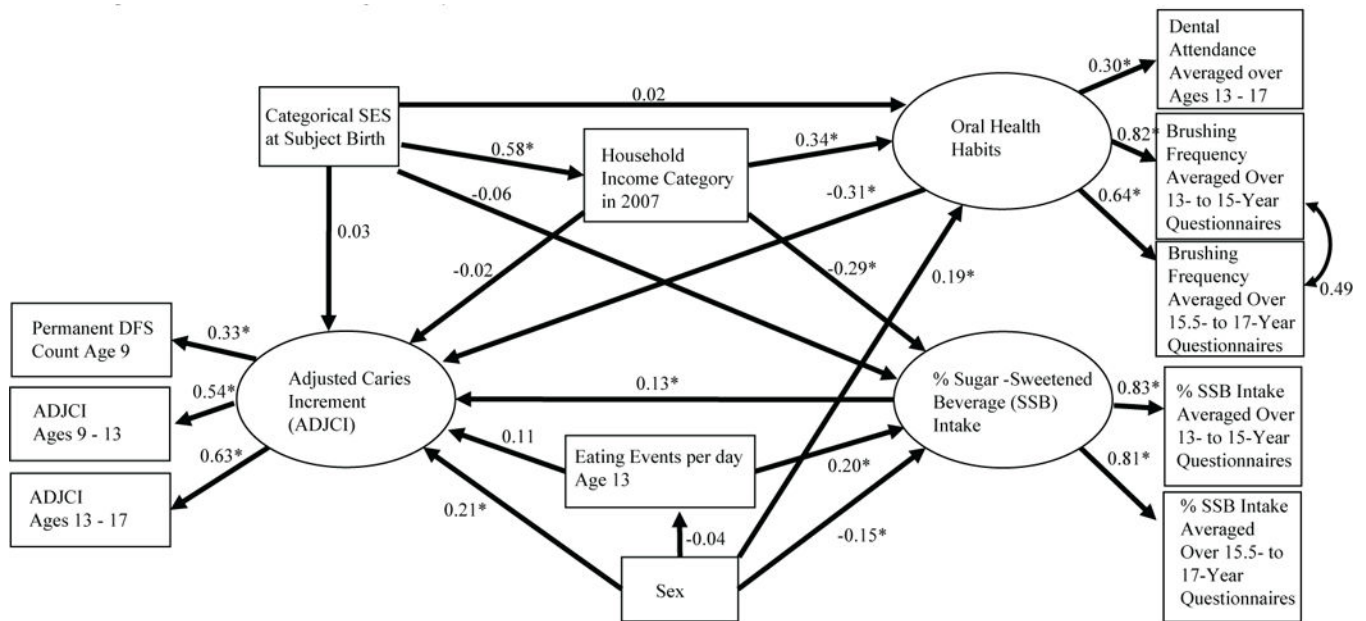 Dental
Attendance
Averaged over
Ages 13 - 17
0.30*
0.02
Categorical SES
at Subject Birth
Oral Health
Habits
0.82*
Brushing
Frequency
Averaged Over
13- to 15-Year
Questionnaires
0.58*
Household
Income Category
in 2007
0.34*
-0.06
-0.31*
0.64*
0.03
-0.02
-0.29*
0.19*
Brushing
Frequency
Averaged Over
15.5- to 17-Year
Questionnaires
0.49
Permanent DFS
Count Age 9
0.33*
Adjusted Caries
Increment
(ADJCI)
0.13*
% Sugar -Sweetened
Beverage (SSB)
Intake
0.83*
% SSB Intake
Averaged Over
13- to 15-Year
Questionnaires
ADJCI
Ages 9 - 13
0.54*
0.11
Eating Events per day
Age 13
0.20*
0.81*
ADJCI
Ages 13 - 17
0.63*
0.21*
-0.04
-0.15*
% SSB Intake
Averaged
Over 15.5- to
17-Year
Questionnaires
Sex